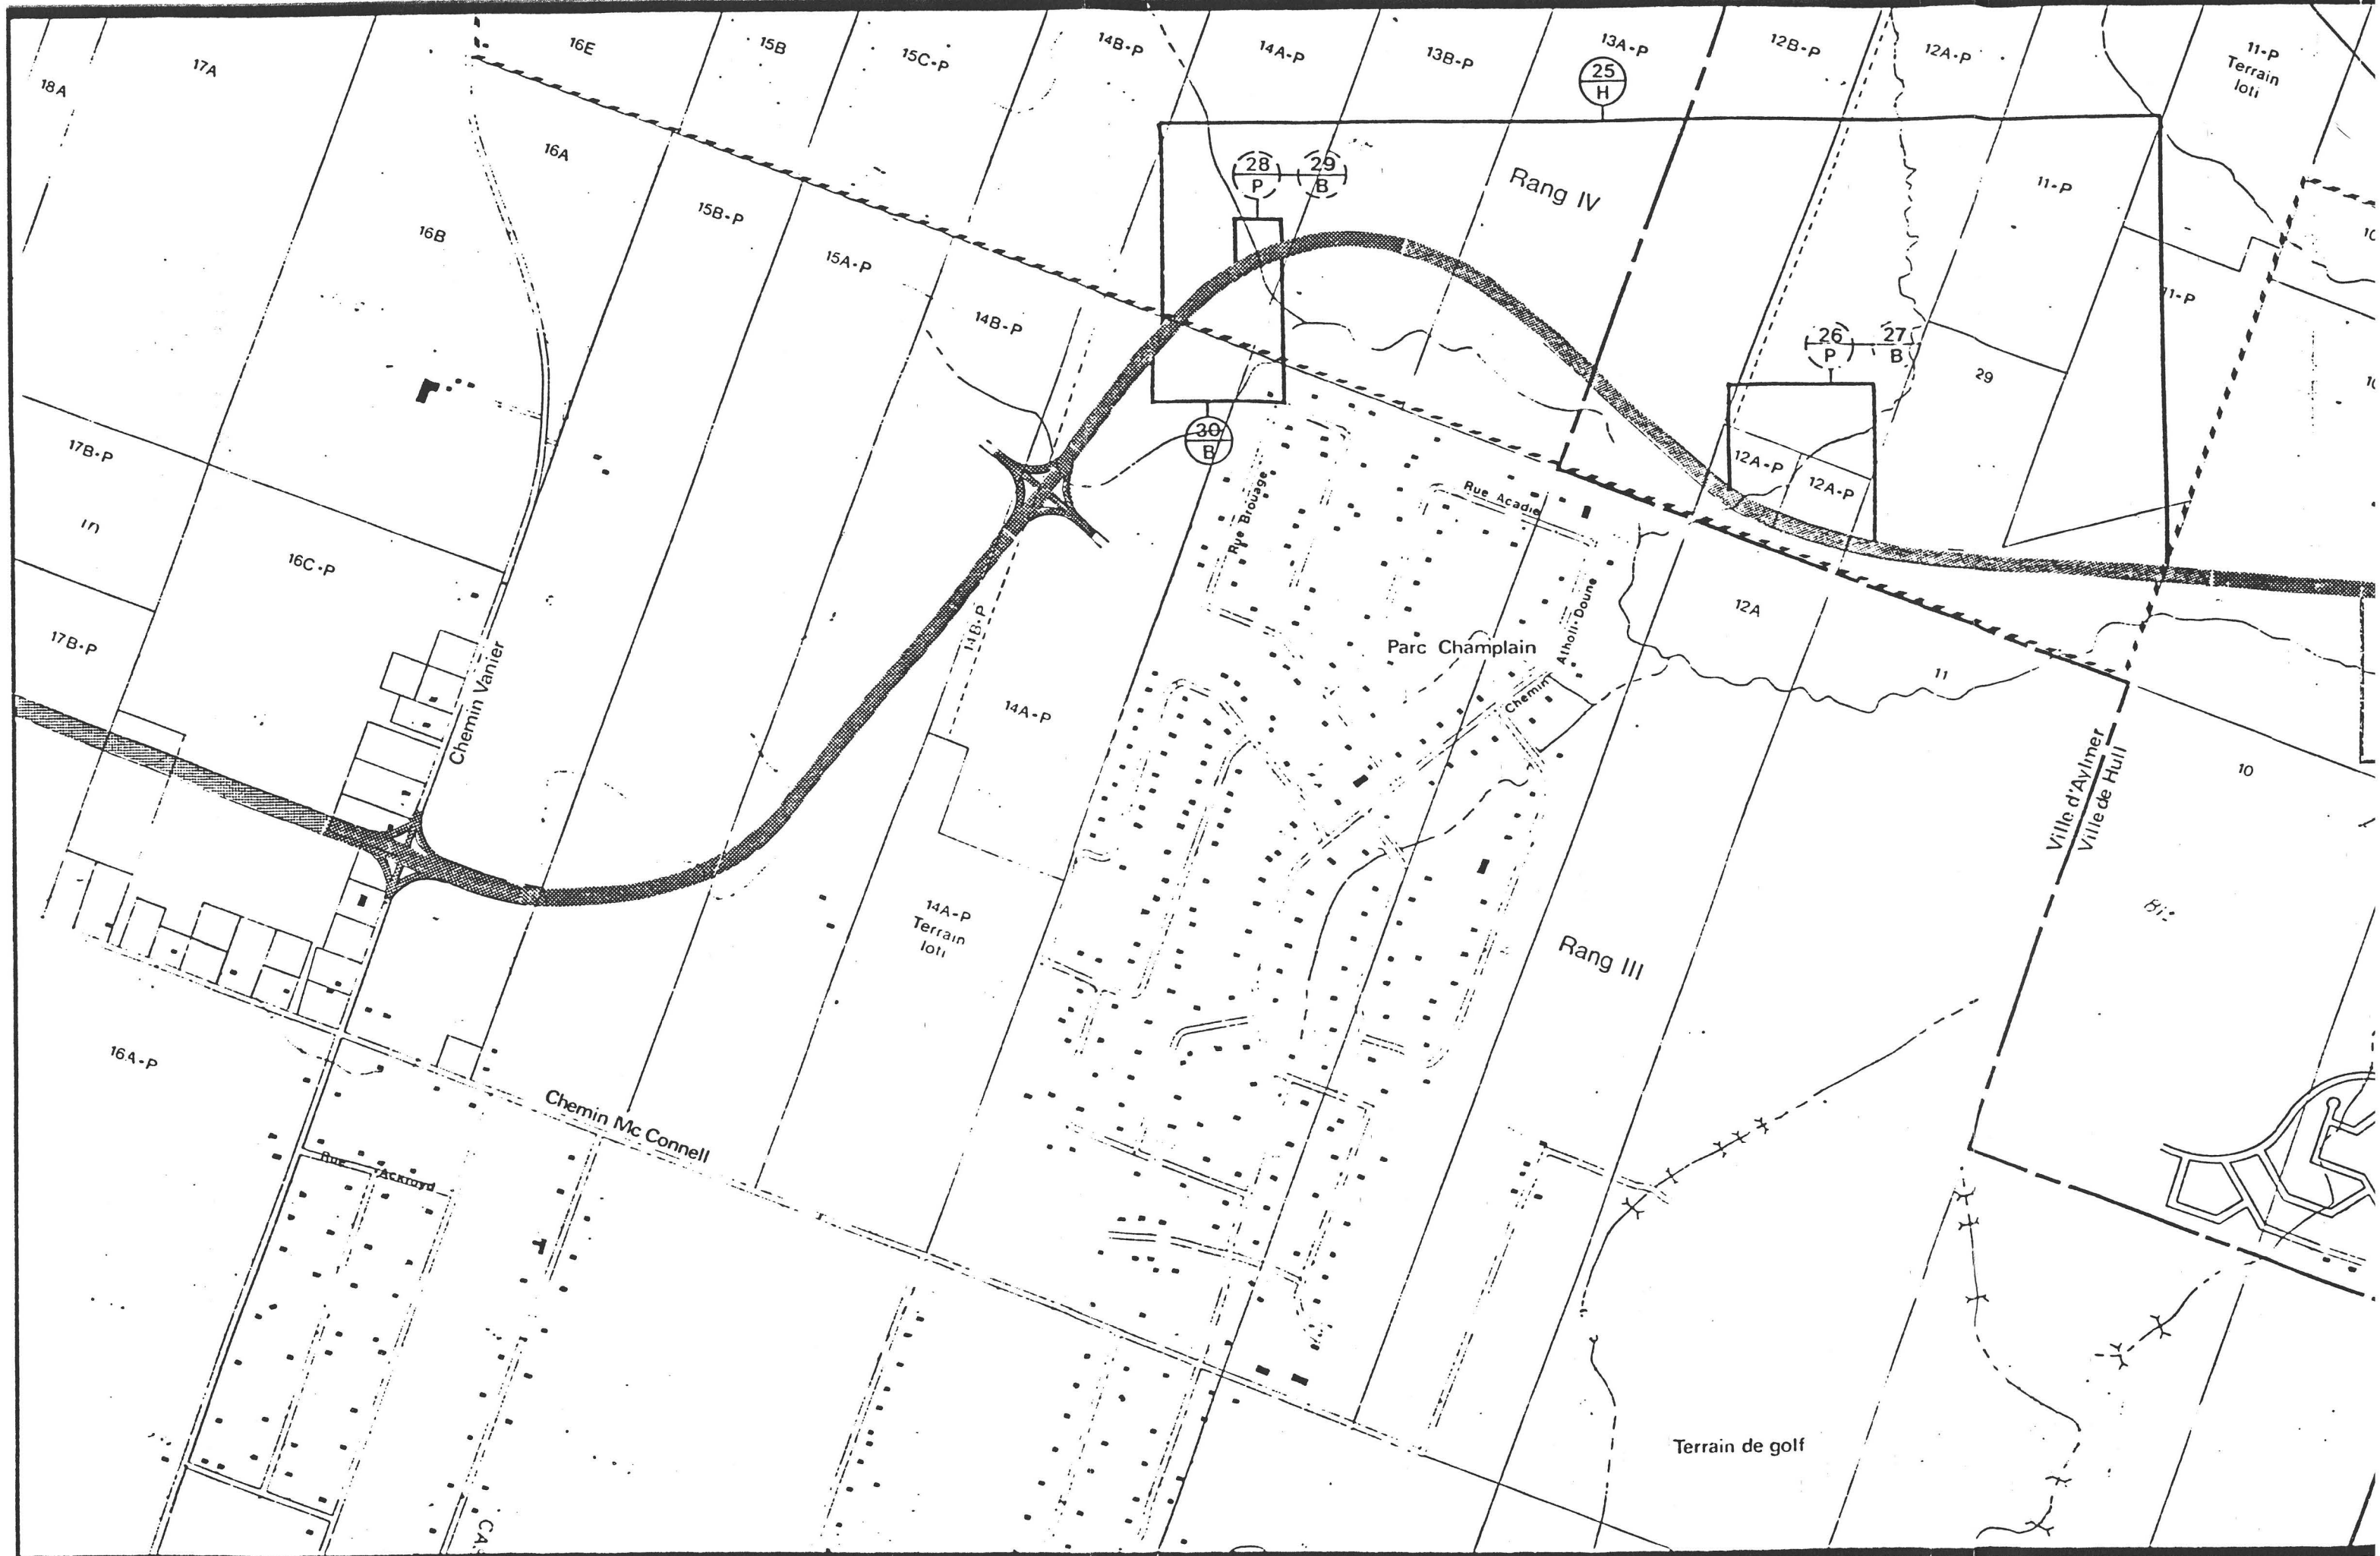 16E
15B
15C-P
14B-P
14A-P
13B-P
13A-P
12B-P
12A-P
11-P
Terrain
loti
17A
18A
25
H
16A
28
P
29
B
Rang IV
11-P
15B-P
16B
15A-P
11-P
14B-P
26
P
27
B
29
30
B
17B-P
12A-P
12A-P
Rue Acadie
Rue Brouage
16C-P
14B-P
12A
Atholl-Doune
Parc Champlain
17B-P
Chemin Vanier
11
Chemin
14A-P
Ville d'Aylmer
Ville de Hull
10
14A-P
Terrain
loti
Rang III
16A-P
Chemin Mc Connell
Rue Ackroyd
Terrain de golf